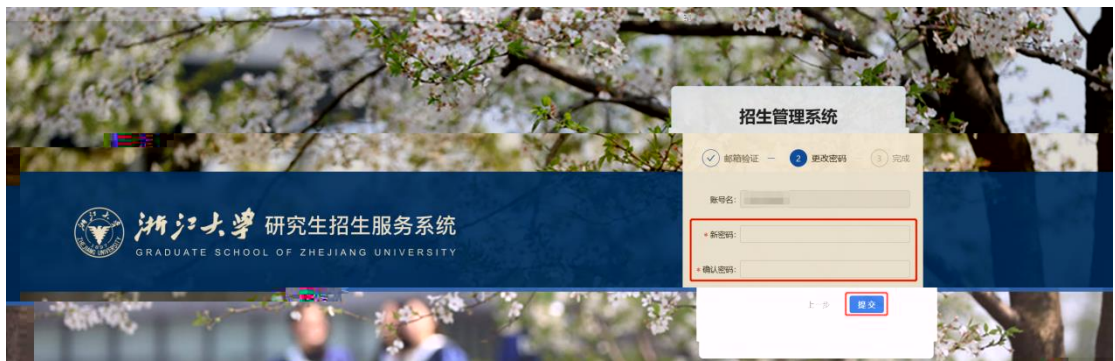 招生管理系统
邮箱验证 2 更改密码 3 完成
账号名:
浙江大学 研究生招生服务系统
GRADUATE SCHOOL OF ZHEJIANG UNIVERSITY
* 新密码:
* 确认密码:
上一步 提交